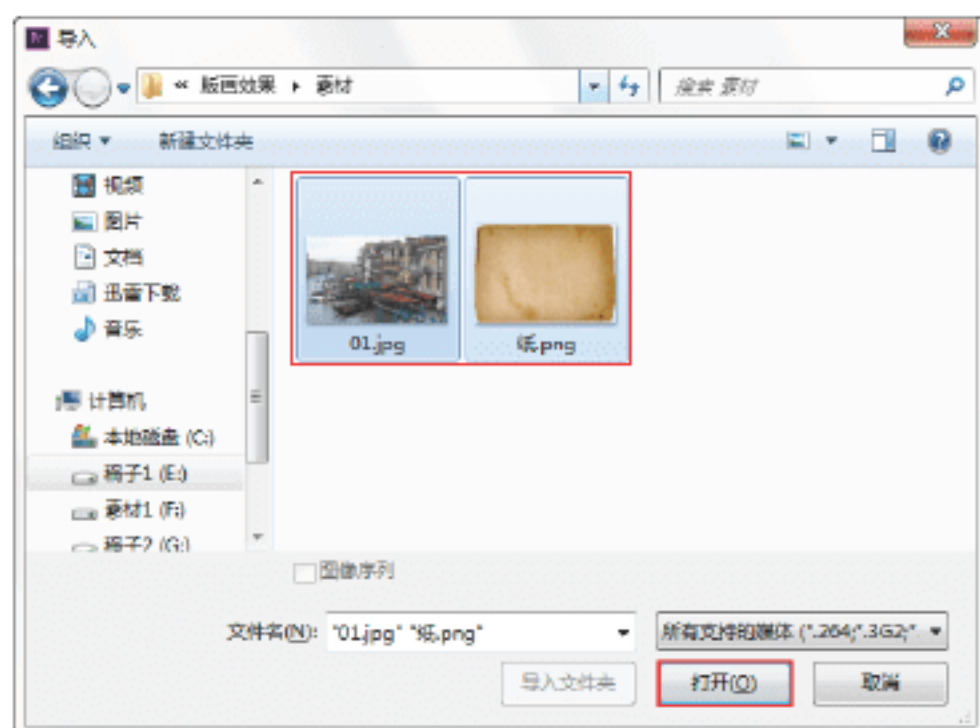 Pr 导入
« 版画效果 ▸ 素材
搜索 素材
组织
新建文件夹
视频
图片
文档
迅雷下载
音乐
计算机
本地磁盘 (C:)
稿子1 (E:)
素材1 (F:)
稿子2 (G:)
01.jpg
纸.png
图像序列
文件名(N):
"01.jpg" "纸.png"
所有支持的媒体 (*.264;*.3G2;*.
导入文件夹
打开(O)
取消